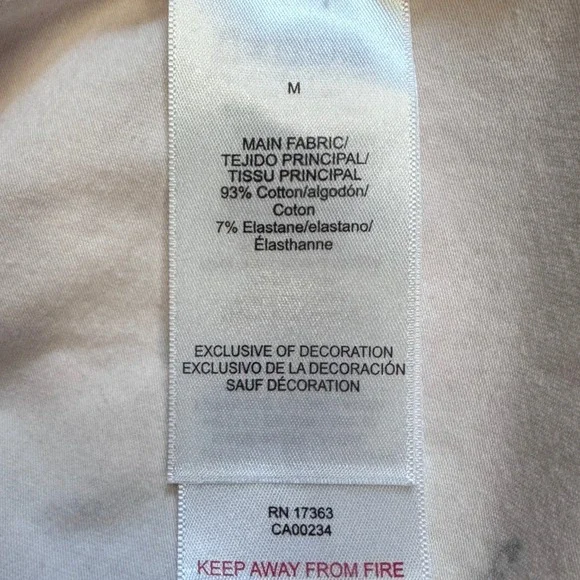 M
MAIN FABRIC/
TEJIDO PRINCIPAL/
TISSU PRINCIPAL
93% Cotton/algodón/
Coton
7% Elastane/elastano/
Élasthanne
EXCLUSIVE OF DECORATION
EXCLUSIVO DE LA DECORACIÓN
SAUF DÉCORATION
RN 17363
CA00234
KEEP AWAY FROM FIRE